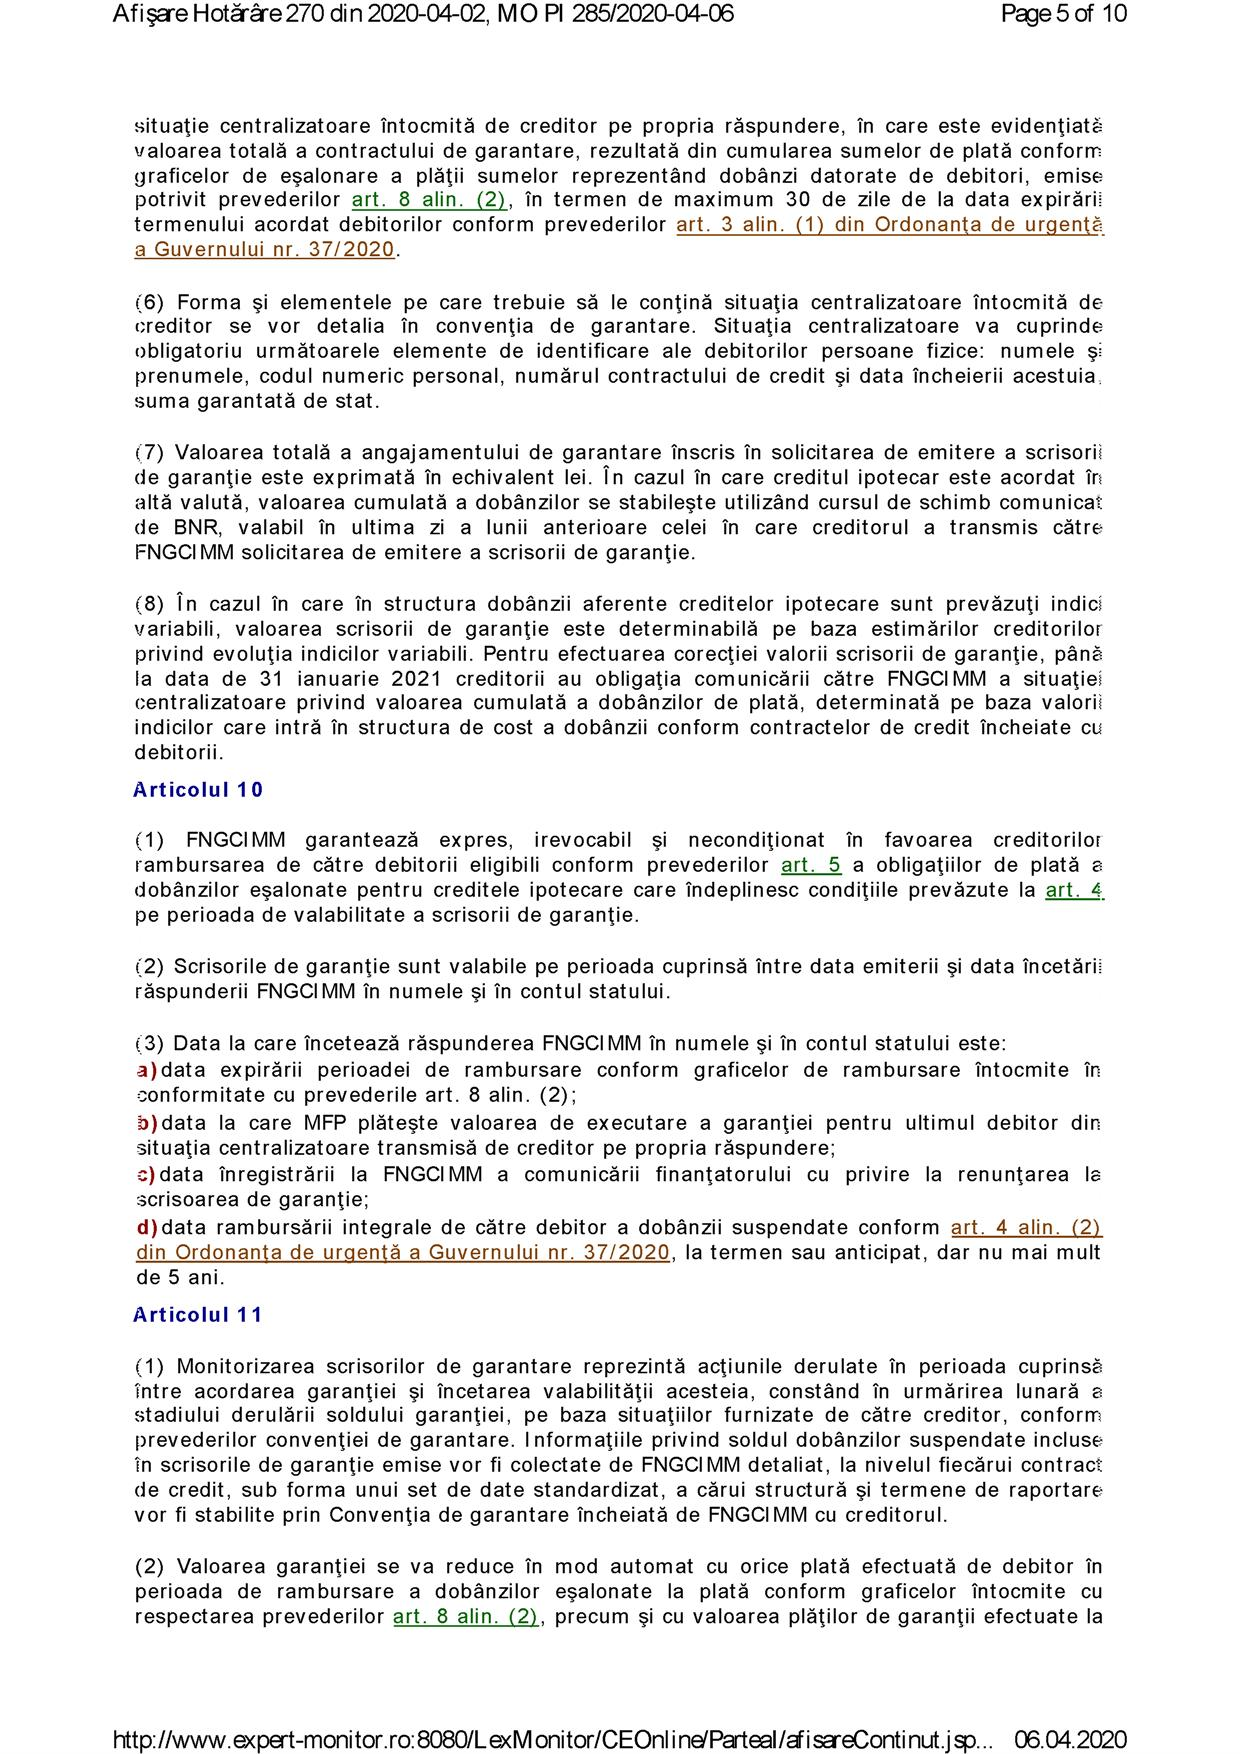 Afişare Hotărâre 270 din 2020-04-02, MO PI 285/2020-04-06 Page 5 of 10
situaţie centralizatoare întocmită de creditor pe propria răspundere, în care este evidenţiată
valoarea totală a contractului de garantare, rezultată din cumularea sumelor de plată conform
graficelor de eşalonare a plăţii sumelor reprezentând dobânzi datorate de debitori, emise
potrivit prevederilor art. 8 alin. (2), în termen de maximum 30 de zile de la data expirării
termenului acordat debitorilor conform prevederilor art. 3 alin. (1) din Ordonanţa de urgenţă
a Guvernului nr. 37/2020.
(6) Forma şi elementele pe care trebuie să le conţină situaţia centralizatoare întocmită de
creditor se vor detalia în convenţia de garantare. Situaţia centralizatoare va cuprinde
obligatoriu următoarele elemente de identificare ale debitorilor persoane fizice: numele şi
prenumele, codul numeric personal, numărul contractului de credit şi data încheierii acestuia,
suma garantată de stat.
(7) Valoarea totală a angajamentului de garantare înscris în solicitarea de emitere a scrisorii
de garanţie este exprimată în echivalent lei. În cazul în care creditul ipotecar este acordat în
altă valută, valoarea cumulată a dobânzilor se stabileşte utilizând cursul de schimb comunicat
de BNR, valabil în ultima zi a lunii anterioare celei în care creditorul a transmis către
FNGCIMM solicitarea de emitere a scrisorii de garanţie.
(8) În cazul în care în structura dobânzii aferente creditelor ipotecare sunt prevăzuţi indici
variabili, valoarea scrisorii de garanţie este determinabilă pe baza estimărilor creditorilor
privind evoluţia indicilor variabili. Pentru efectuarea corecţiei valorii scrisorii de garanţie, până
la data de 31 ianuarie 2021 creditorii au obligaţia comunicării către FNGCIMM a situaţiei
centralizatoare privind valoarea cumulată a dobânzilor de plată, determinată pe baza valorii
indicilor care intră în structura de cost a dobânzii conform contractelor de credit încheiate cu
debitorii.
Articolul 10
(1) FNGCIMM garantează expres, irevocabil şi necondiţionat în favoarea creditorilor
rambursarea de către debitorii eligibili conform prevederilor art. 5 a obligaţiilor de plată a
dobânzilor eşalonate pentru creditele ipotecare care îndeplinesc condiţiile prevăzute la art. 4
pe perioada de valabilitate a scrisorii de garanţie.
(2) Scrisorile de garanţie sunt valabile pe perioada cuprinsă între data emiterii şi data încetării
răspunderii FNGCIMM în numele şi în contul statului.
(3) Data la care încetează răspunderea FNGCIMM în numele şi în contul statului este:
a)data expirării perioadei de rambursare conform graficelor de rambursare întocmite în
conformitate cu prevederile art. 8 alin. (2);
b)data la care MFP plăteşte valoarea de executare a garanţiei pentru ultimul debitor din
situaţia centralizatoare transmisă de creditor pe propria răspundere;
c)data înregistrării la FNGCIMM a comunicării finanţatorului cu privire la renunţarea la
scrisoarea de garanţie;
d)data rambursării integrale de către debitor a dobânzii suspendate conform art. 4 alin. (2)
din Ordonanţa de urgenţă a Guvernului nr. 37/2020, la termen sau anticipat, dar nu mai mult
de 5 ani.
Articolul 11
(1) Monitorizarea scrisorilor de garantare reprezintă acţiunile derulate în perioada cuprinsă
între acordarea garanţiei şi încetarea valabilităţii acesteia, constând în urmărirea lunară a
stadiului derulării soldului garanţiei, pe baza situaţiilor furnizate de către creditor, conform
prevederilor convenţiei de garantare. Informaţiile privind soldul dobânzilor suspendate incluse
în scrisorile de garanţie emise vor fi colectate de FNGCIMM detaliat, la nivelul fiecărui contract
de credit, sub forma unui set de date standardizat, a cărui structură şi termene de raportare
vor fi stabilite prin Convenţia de garantare încheiată de FNGCIMM cu creditorul.
(2) Valoarea garanţiei se va reduce în mod automat cu orice plată efectuată de debitor în
perioada de rambursare a dobânzilor eşalonate la plată conform graficelor întocmite cu
respectarea prevederilor art. 8 alin. (2), precum şi cu valoarea plăţilor de garanţii efectuate la
http://www.expert-monitor.ro:8080/LexMonitor/CEOnline/ParteaI/afisareContinut.jsp... 06.04.2020